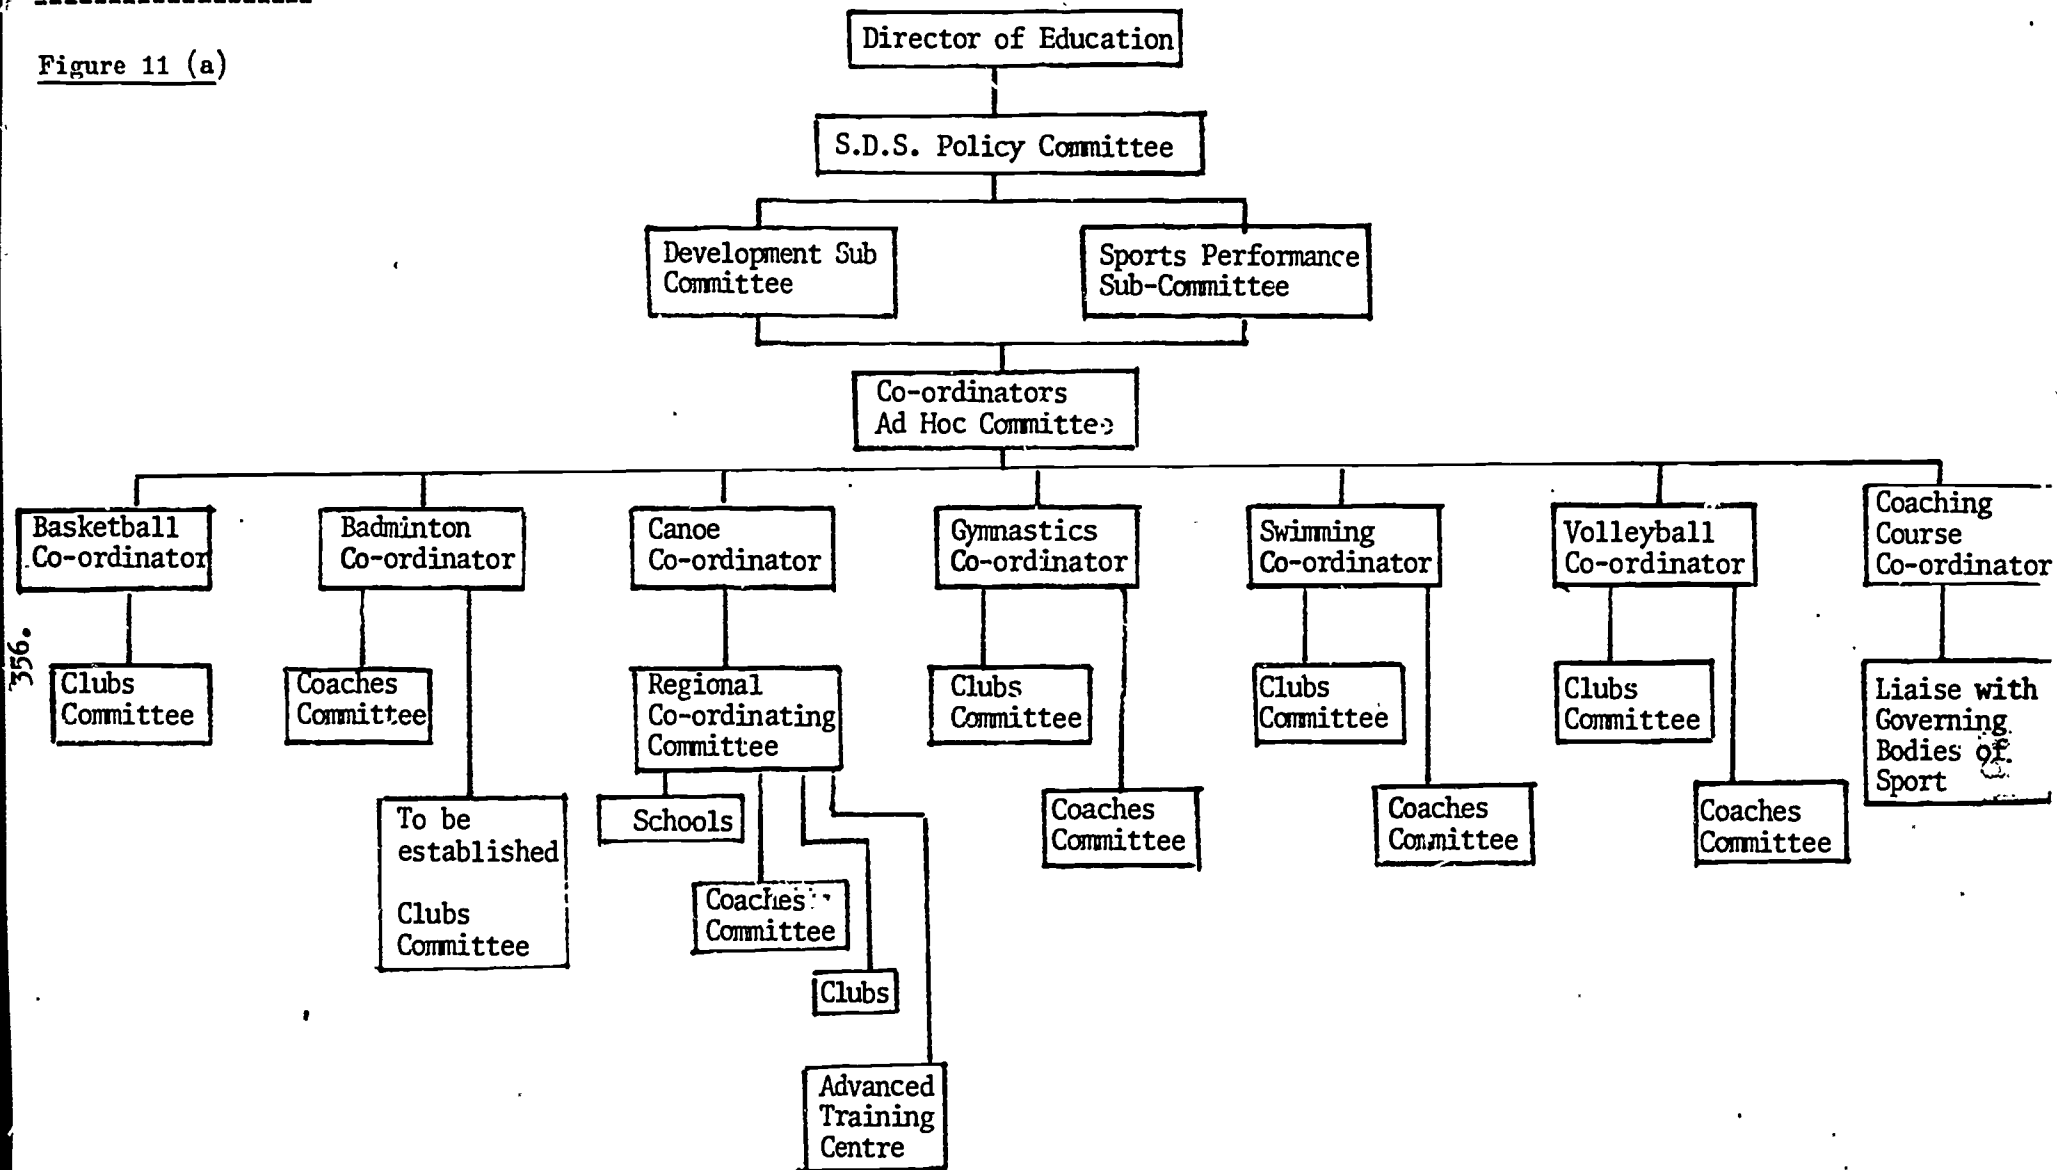 Figure 11 (a)
Director of Education
S.D.S. Policy Committee
Development Sub
Committee
Sports Performance
Sub-Committee
Co-ordinators
Ad Hoc Committee
Basketball
Co-ordinator
Badminton
Co-ordinator
Canoe
Co-ordinator
Gymnastics
Co-ordinator
Swimming
Co-ordinator
Volleyball
Co-ordinator
Coaching
Course
Co-ordinator
356.
Clubs
Committee
Coaches
Committee
To be
established
Clubs
Committee
Regional
Co-ordinating
Committee
Schools
Coaches
Committee
Clubs
Advanced
Training
Centre
Clubs
Committee
Coaches
Committee
Clubs
Committee
Coaches
Committee
Clubs
Committee
Coaches
Committee
Liaise with
Governing
Bodies of
Sport